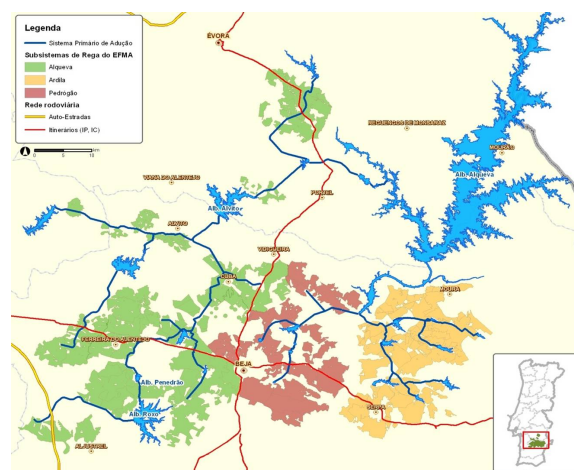 Legenda
Sistema Primário de Adução
Subsistemas de Rega do EFMA
Alqueva
Ardila
Pedrógão
Rede rodoviária
Auto-Estradas
Itinerários (IP, IC)
0 5 10 km
ÉVORA
REGUENGOS DE MONSARAZ
MOURÃO
Alb. Alqueva
VIANA DO ALENTEJO
PORTEL
Alb. Alvito
ALVITO
VIDIGUEIRA
CUBA
MOURA
FERREIRA DO ALENTEJO
BEJA
Alb. Penedrão
Alb. Roxo
SERPA
ALJUSTREL